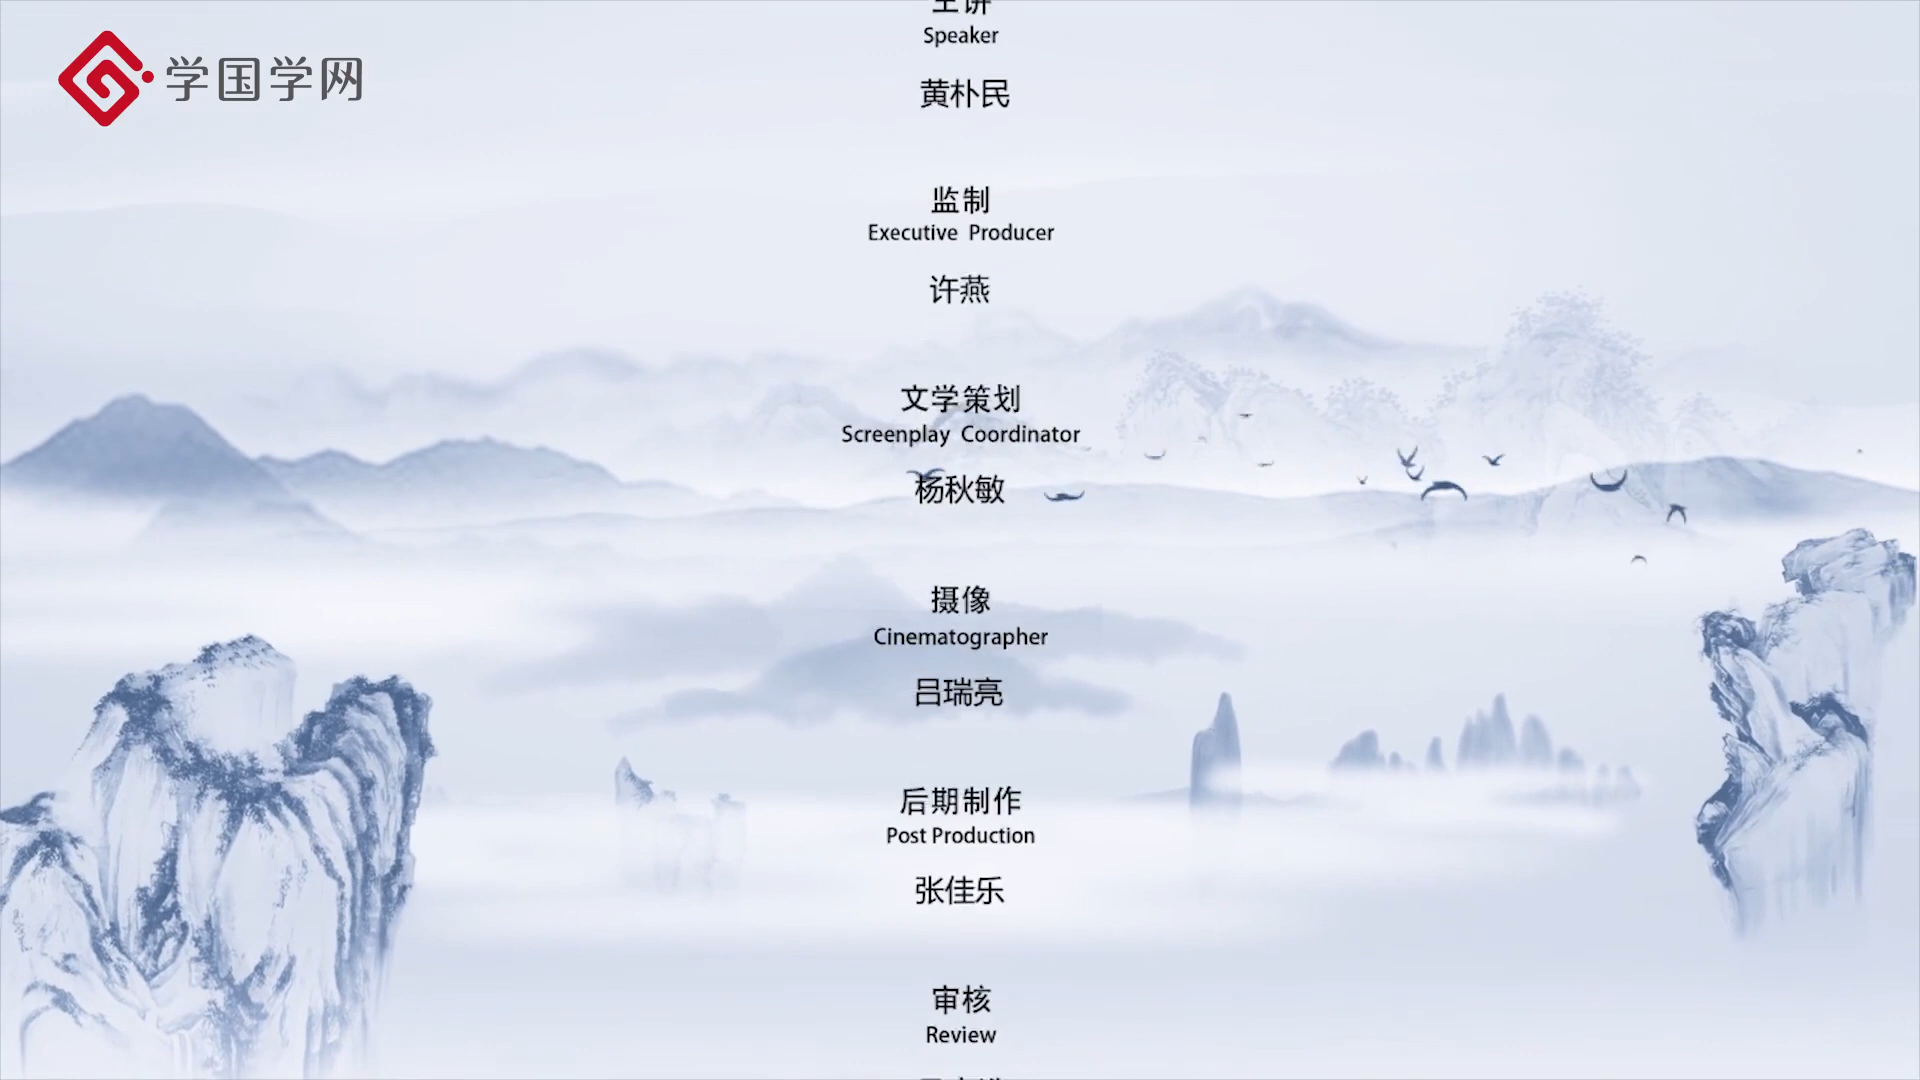 学国学网
主讲
Speaker
黄朴民
监制
Executive Producer
许燕
文学策划
Screenplay Coordinator
杨秋敏
摄像
Cinematographer
吕瑞亮
后期制作
Post Production
张佳乐
审核
Review